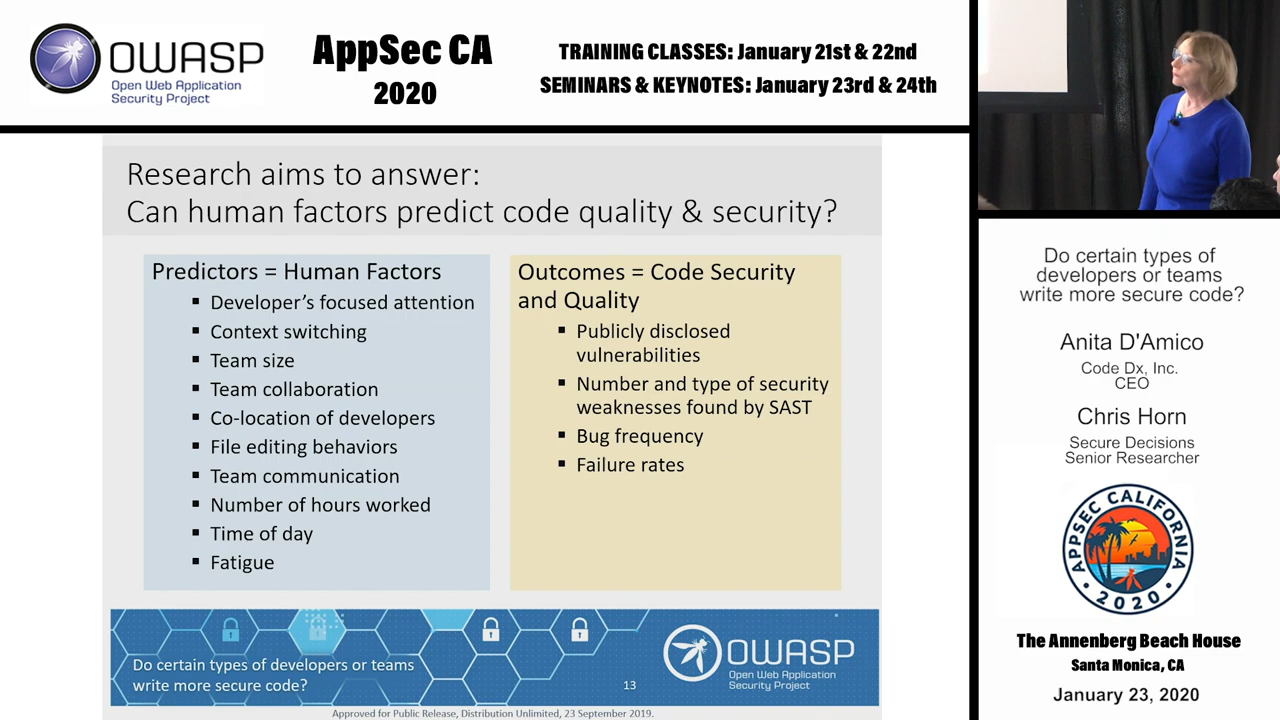 OWASP
Open Web Application
Security Project
AppSec CA
2020
TRAINING CLASSES: January 21st & 22nd
SEMINARS & KEYNOTES: January 23rd & 24th
Research aims to answer:
Can human factors predict code quality & security?
Predictors = Human Factors
▪ Developer's focused attention
▪ Context switching
▪ Team size
▪ Team collaboration
▪ Co-location of developers
▪ File editing behaviors
▪ Team communication
▪ Number of hours worked
▪ Time of day
▪ Fatigue
Outcomes = Code Security
and Quality
▪ Publicly disclosed
vulnerabilities
▪ Number and type of security
weaknesses found by SAST
▪ Bug frequency
▪ Failure rates
Do certain types of developers or teams
write more secure code?
13
OWASP
Open Web Application
Security Project
Approved for Public Release, Distribution Unlimited, 23 September 2019.
Do certain types of
developers or teams
write more secure code?
Anita D'Amico
Code Dx, Inc.
CEO
Chris Horn
Secure Decisions
Senior Researcher
APPSEC CALIFORNIA
• 2020 •
The Annenberg Beach House
Santa Monica, CA
January 23, 2020